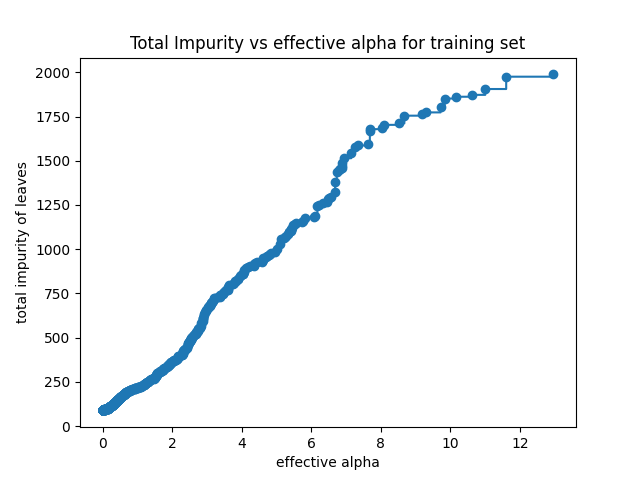 Total Impurity vs effective alpha for training set
2000
1750
1500
1250
1000
750
500
250
0
total impurity of leaves
0 2 4 6 8 10 12
effective alpha